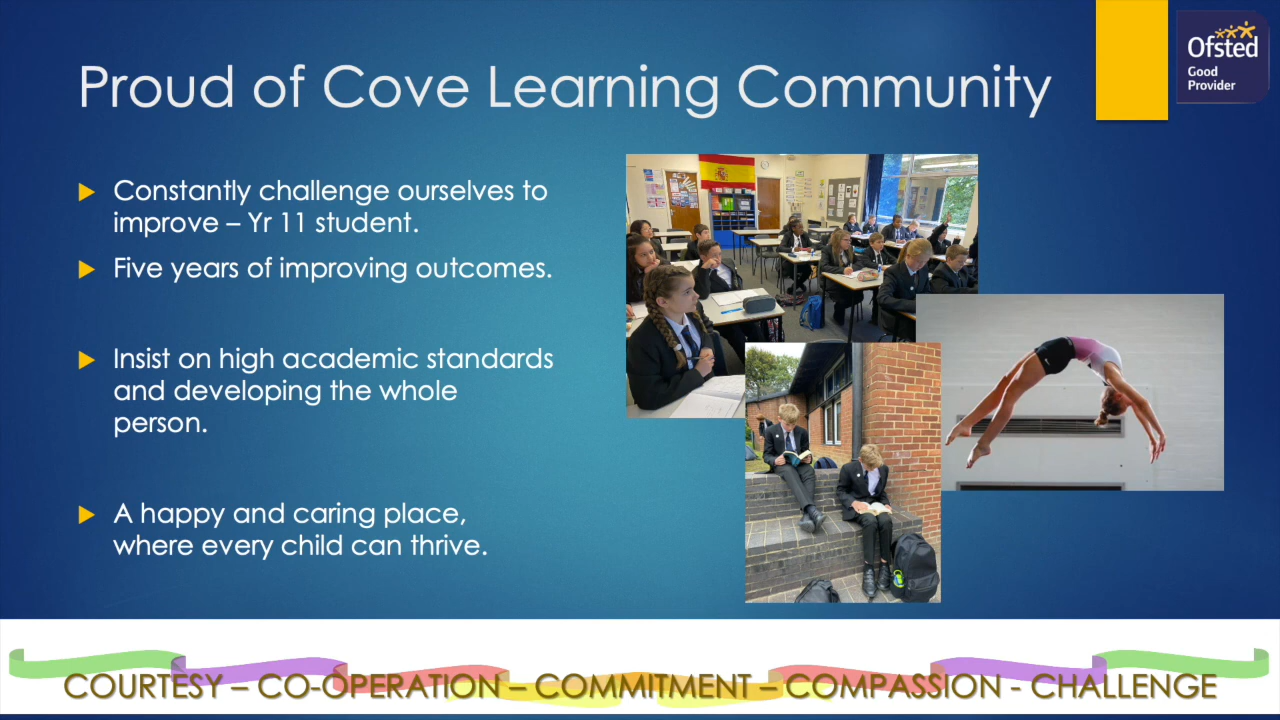 Proud of Cove Learning Community
Ofsted
Good
Provider
Constantly challenge ourselves to
improve – Yr 11 student.
Five years of improving outcomes.
Insist on high academic standards
and developing the whole
person.
A happy and caring place,
where every child can thrive.
COURTESY – CO-OPERATION – COMMITMENT – COMPASSION - CHALLENGE